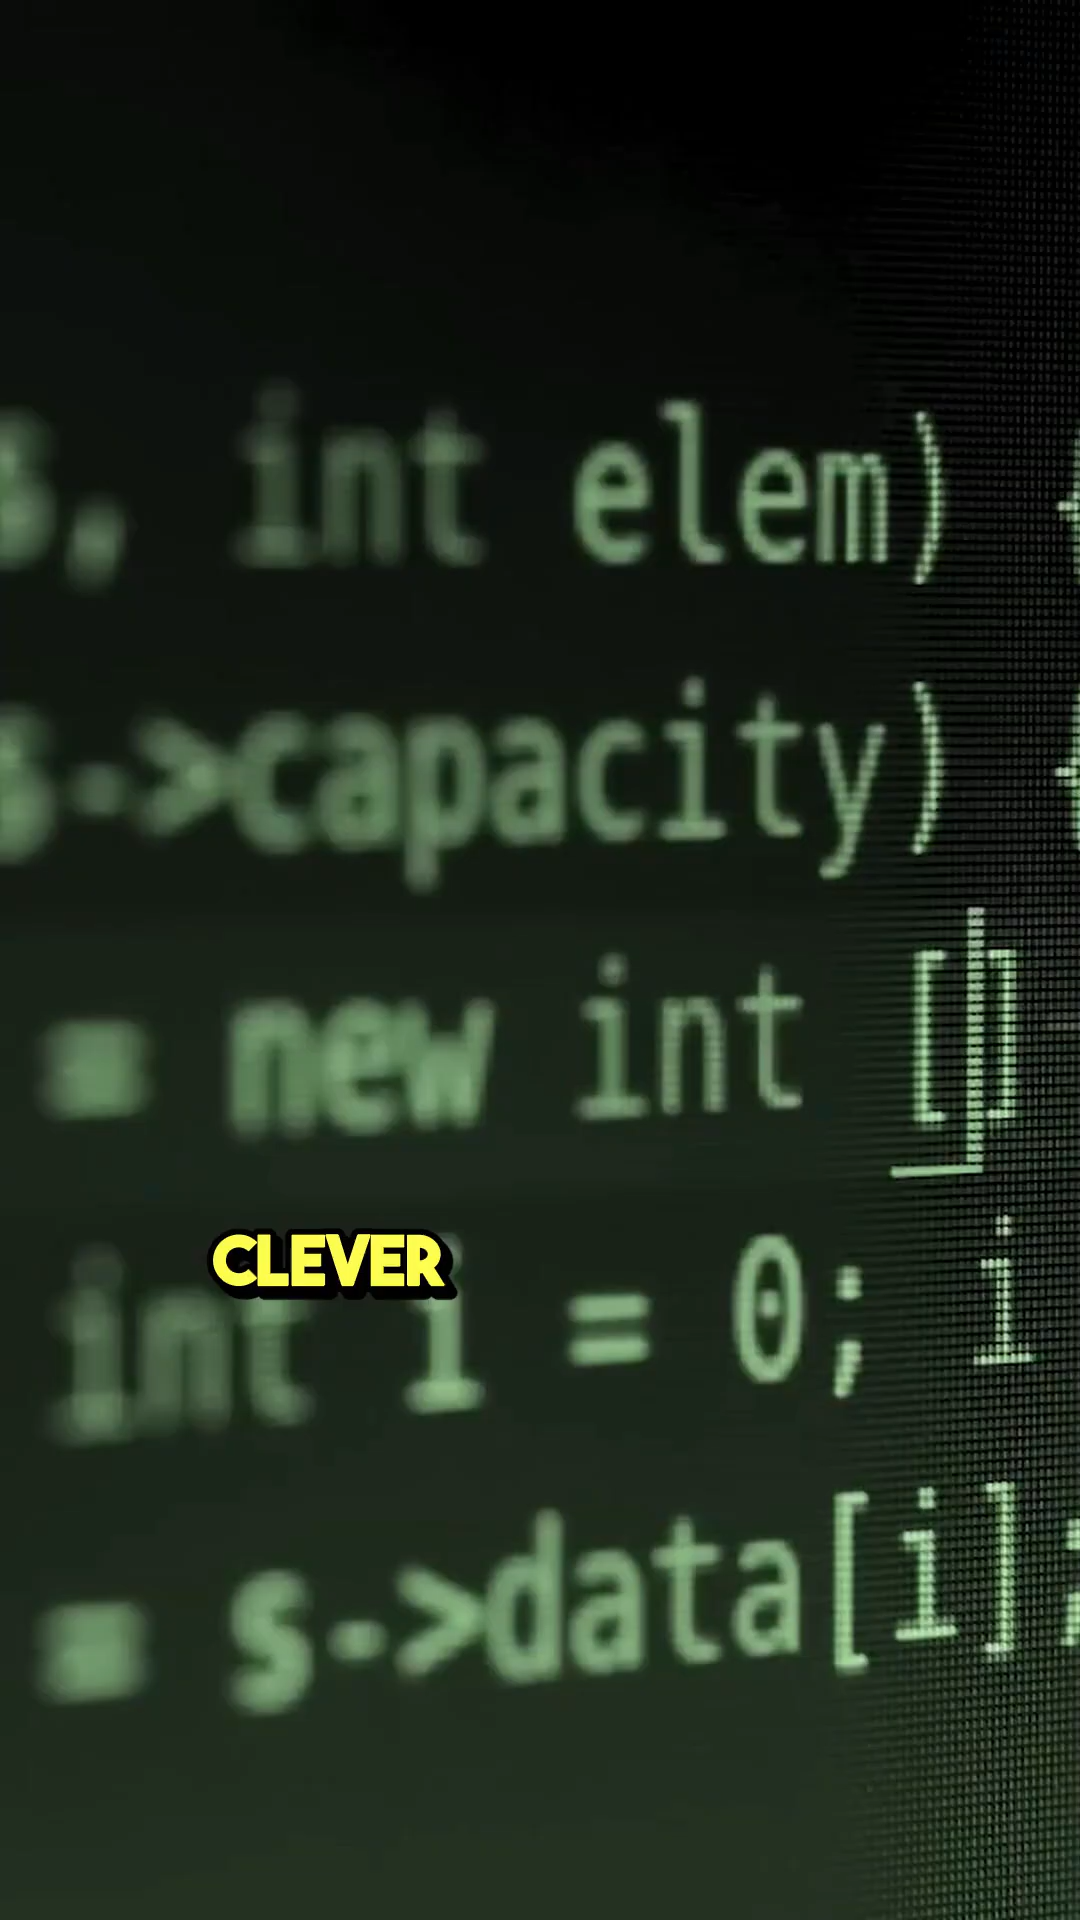 , int elem) {
->capacity) {
= new int [
CLEVER
int i = 0; i
= s->data[i];